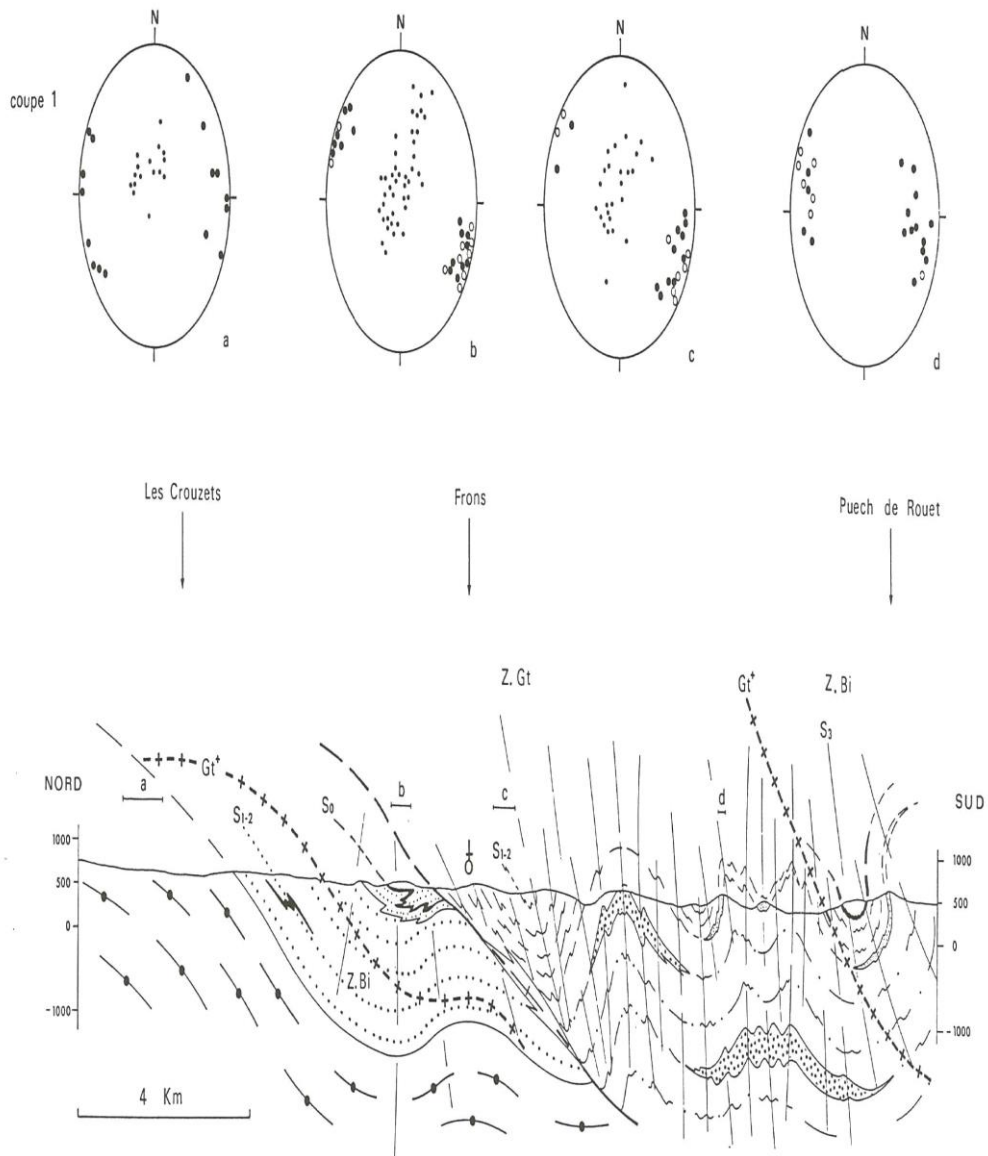 coupe 1
N
N
N
N
a
b
c
d
Les Crouzets
Frons
Puech de Rouet
Z. Gt
Gt+
Z. Bi
S3
NORD
a
Gt+
S1-2
S0
b
c
S1-2
d
SUD
1000
500
0
-1000
1000
500
0
-1000
Z. Bi
4 Km